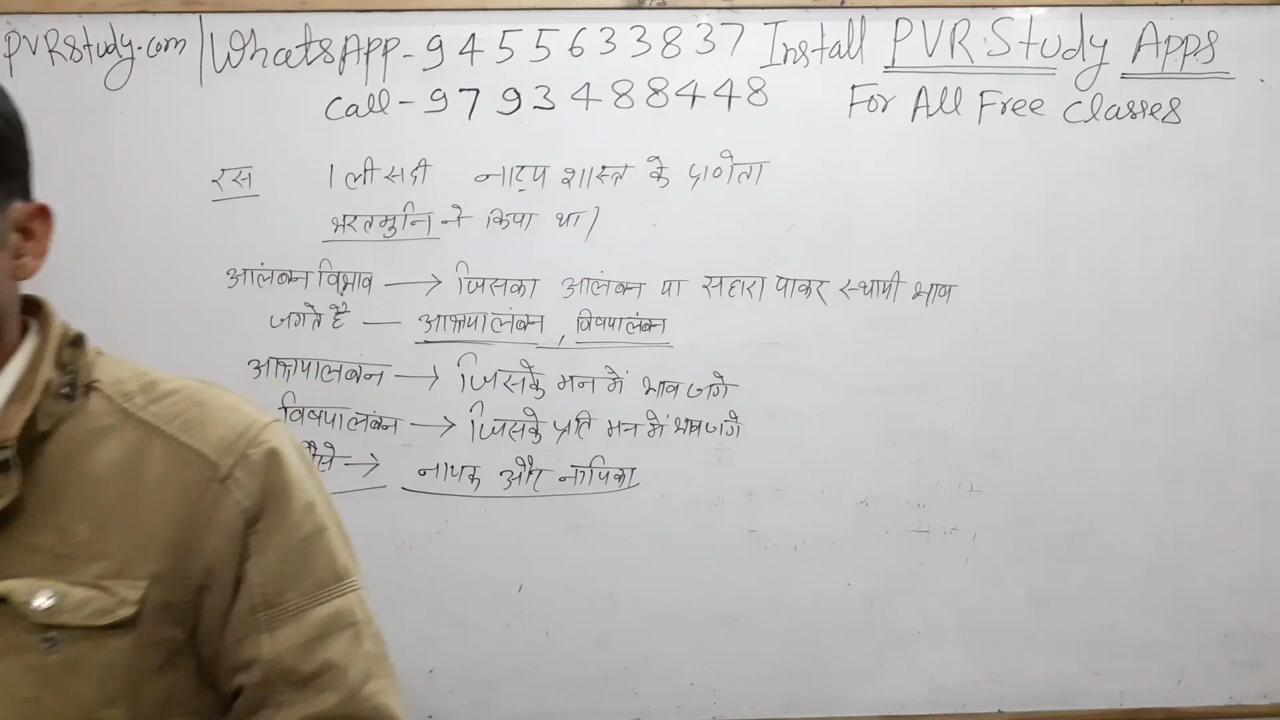 PVRStudy.com | WhatsApp-9455633837 Install PVR Study Apps
Call-9793488448 For All Free Classes
रस 1ली सदी नाट्य शास्त्र के प्रणेता
भरतमुनि ने किया था /
आलंबन विभाव → जिसका आलंबन या सहारा पाकर स्थायी भाव
जगते है — आश्रयालंबन , विषयालंबन
आश्रयालंबन → जिसके मन में भाव जगे
विषयालंबन → जिसके प्रति मन में भाव जगे
→ नायक और नायिका